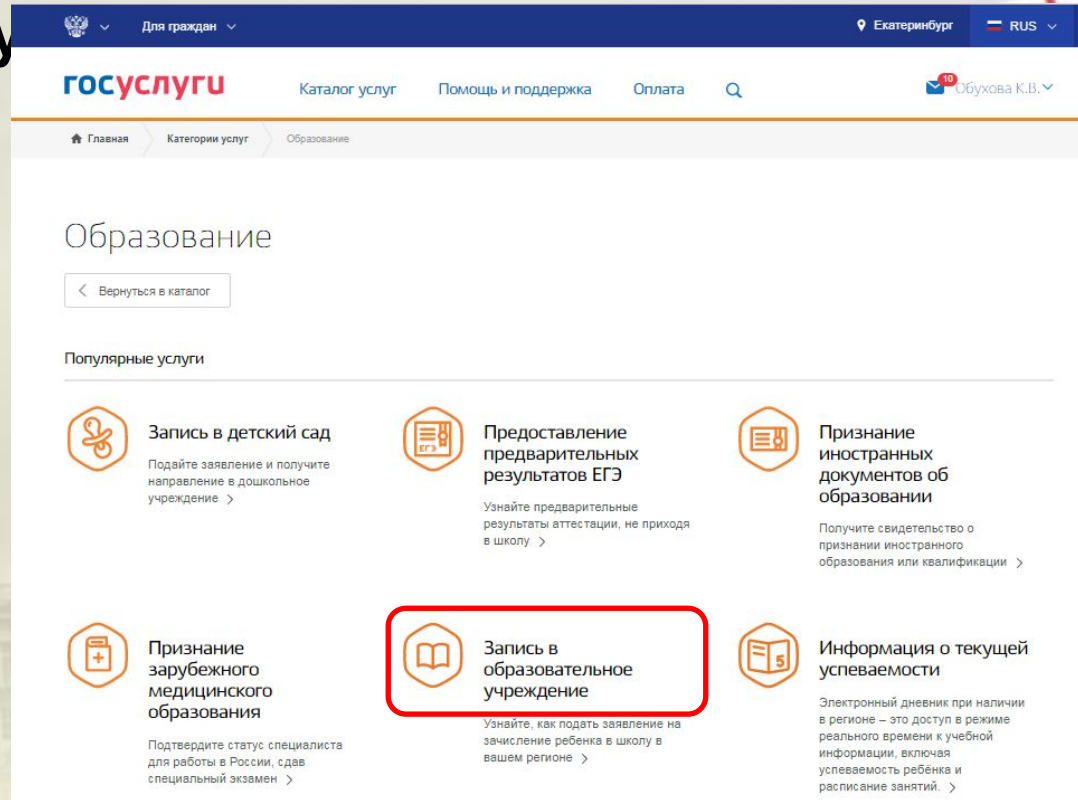 у
Для граждан
Екатеринбург
RUS
госуслуги
Каталог услуг
Помощь и поддержка
Оплата
10
Обухова К.В.
Главная
Категории услуг
Образование
Образование
Вернуться в каталог
Популярные услуги
Запись в детский сад
Подайте заявление и получите
направление в дошкольное
учреждение >
ЕГЭ
Предоставление
предварительных
результатов ЕГЭ
Узнайте предварительные
результаты аттестации, не приходя
в школу >
Признание
иностранных
документов об
образовании
Получите свидетельство о
признании иностранного
образования или квалификации >
Признание
зарубежного
медицинского
образования
Подтвердите статус специалиста
для работы в России, сдав
специальный экзамен >
Запись в
образовательное
учреждение
Узнайте, как подать заявление на
зачисление ребенка в школу в
вашем регионе >
5
Информация о текущей
успеваемости
Электронный дневник при наличии
в регионе – это доступ в режиме
реального времени к учебной
информации, включая
успеваемость ребёнка и
расписание занятий. >